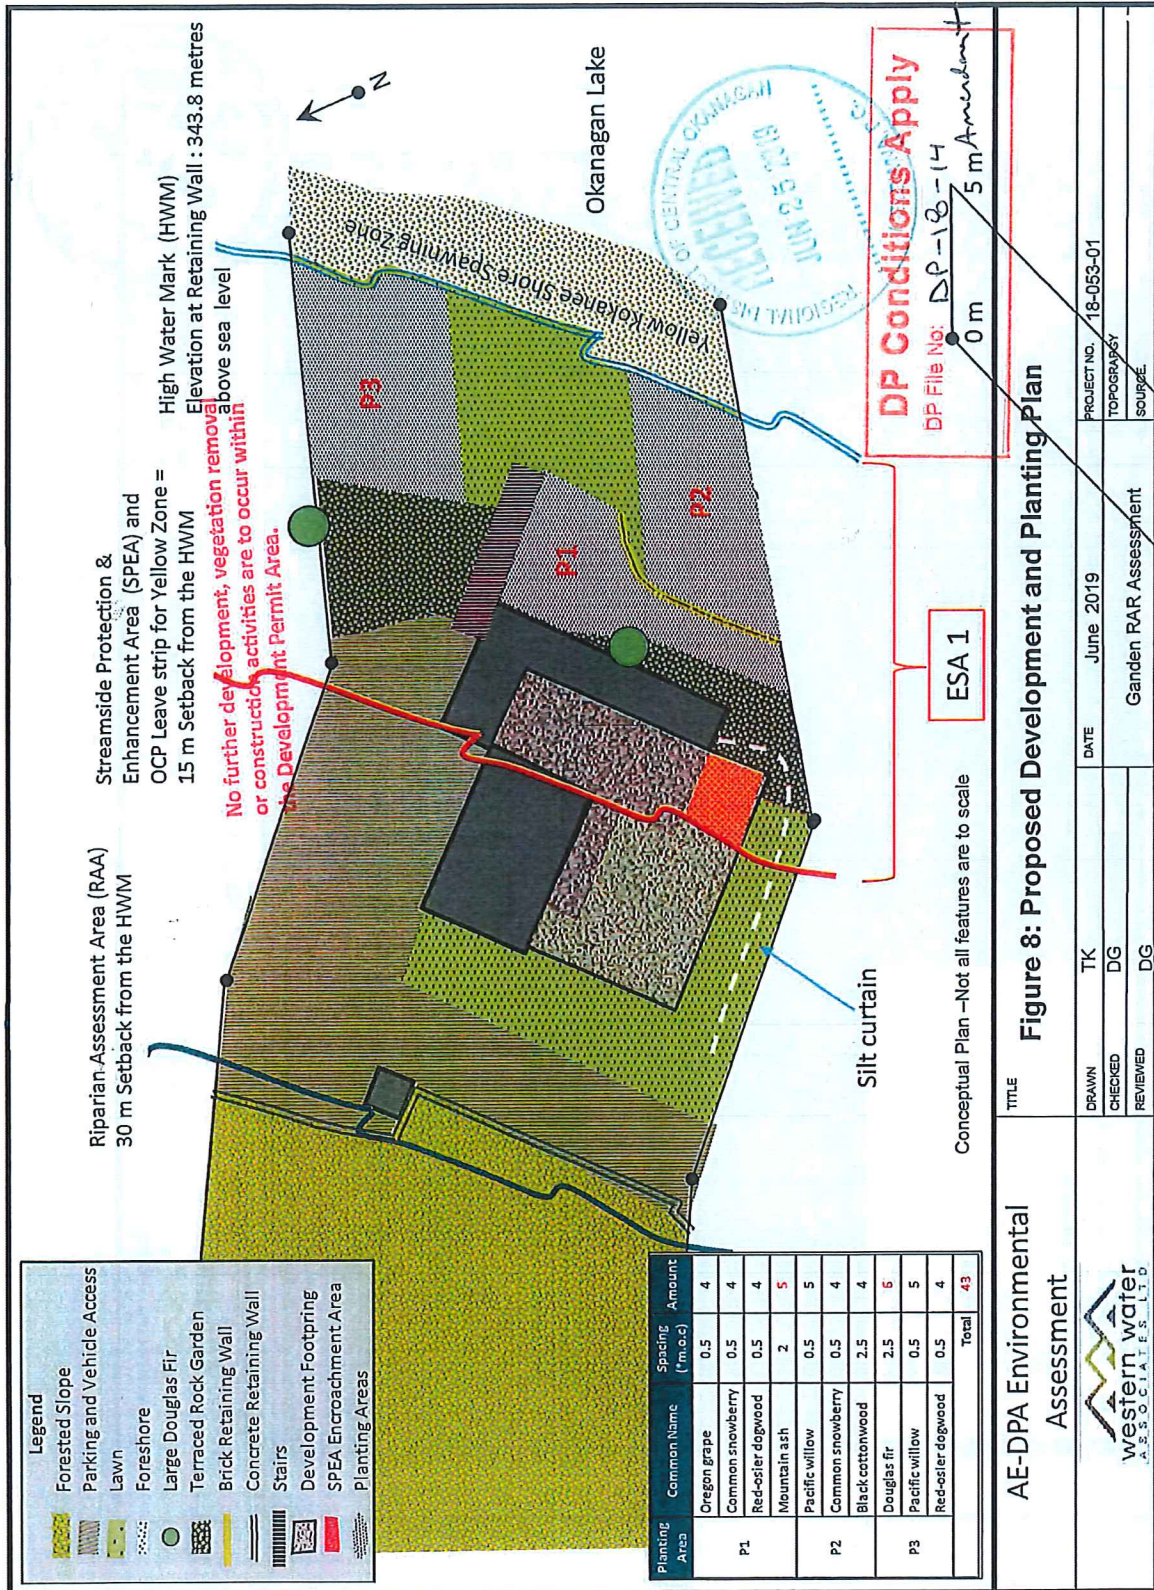 Legend
Forested Slope
Parking and Vehicle Access
Lawn
Foreshore
Large Douglas Fir
Terraced Rock Garden
Brick Retaining Wall
Concrete Retaining Wall
Stairs
Development Footpring
SPEA Encroachment Area
Planting Areas
Riparian Assessment Area (RAA)
30 m Setback from the HWM
Streamside Protection &
Enhancement Area (SPEA) and
OCP Leave strip for Yellow Zone =
15 m Setback from the HWM
No further development, vegetation removal
or construction activities are to occur within
the Development Permit Area.
High Water Mark (HWM)
Elevation at Retaining Wall : 343.8 metres
above sea level
N
Okanagan Lake
Yellow Kokanee Shore Spawning Zone
P3
P1
P2
REGIONAL DISTRICT OF CENTRAL OKANAGAN
RECEIVED
JUN 25 2019
DP Conditions Apply
DP File No: DP-18-14
Amendment
0 m 5 m
ESA 1
Silt curtain
Conceptual Plan –Not all features are to scale
Planting Area Common Name Spacing (*m.o.c) Amount
P1 Oregon grape 0.5 4
Common snowberry 0.5 4
Red-osier dogwood 0.5 4
Mountain ash 2 5
P2 Pacific willow 0.5 5
Common snowberry 0.5 4
Black cottonwood 2.5 4
P3 Douglas fir 2.5 6
Pacific willow 0.5 5
Red-osier dogwood 0.5 4
Total 43
AE-DPA Environmental
Assessment
western water
ASSOCIATES LTD
TITLE
Figure 8: Proposed Development and Planting Plan
DRAWN TK
CHECKED DG
REVIEWED DG
DATE June 2019
Ganden RAR Assessment
PROJECT NO. 18-053-01
TOPOGRARGY
SOURCE